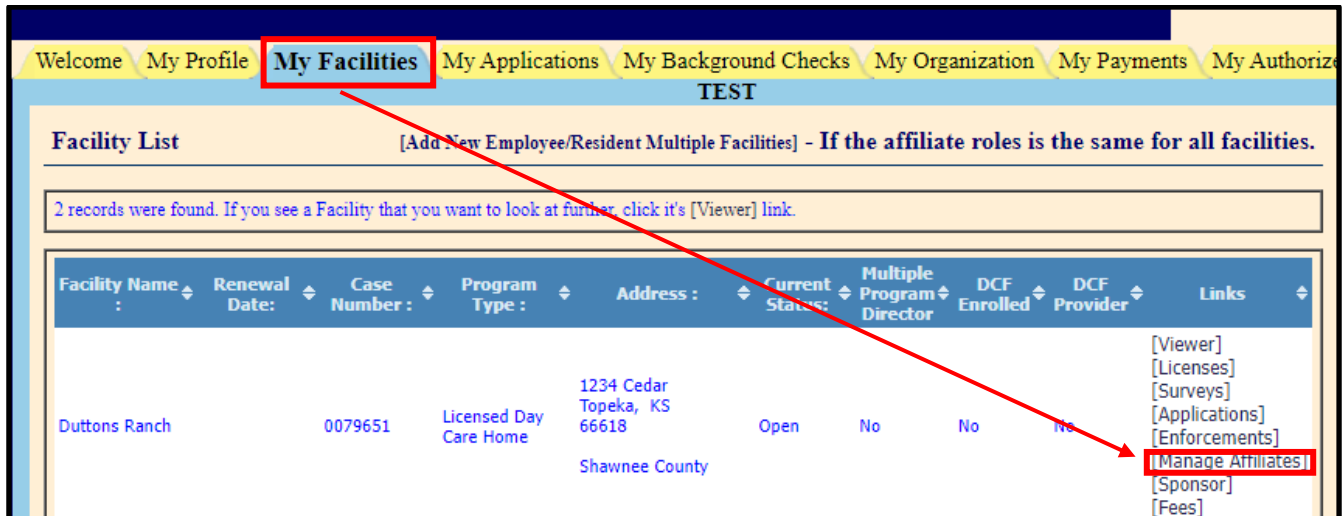 Welcome My Profile My Facilities My Applications My Background Checks My Organization My Payments My Authorize
TEST
Facility List [Add New Employee/Resident Multiple Facilities] - If the affiliate roles is the same for all facilities.
2 records were found. If you see a Facility that you want to look at further, click it's [Viewer] link.
Facility Name : Renewal Date: Case Number : Program Type : Address : Current Status: Multiple Program Director DCF Enrolled DCF Provider Links
Duttons Ranch 0079651 Licensed Day Care Home
1234 Cedar
Topeka, KS
66618
Shawnee County
Open No No No
[Viewer]
[Licenses]
[Surveys]
[Applications]
[Enforcements]
[Manage Affiliates]
[Sponsor]
[Fees]